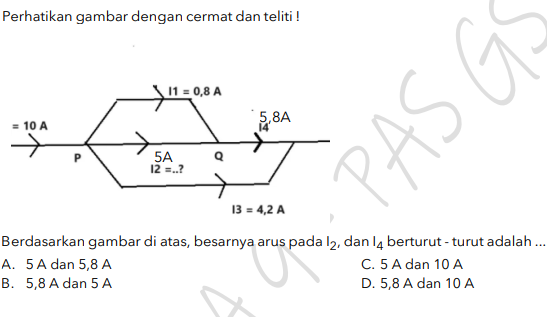 Perhatikan gambar dengan cermat dan teliti !
I1 = 0,8 A
5,8A
I4
= 10 A
P
5A
Q
I2 =..?
I3 = 4,2 A
Berdasarkan gambar di atas, besarnya arus pada I₂, dan I₄ berturut - turut adalah ...
A. 5 A dan 5,8 A
C. 5 A dan 10 A
B. 5,8 A dan 5 A
D. 5,8 A dan 10 A
- PAS GS